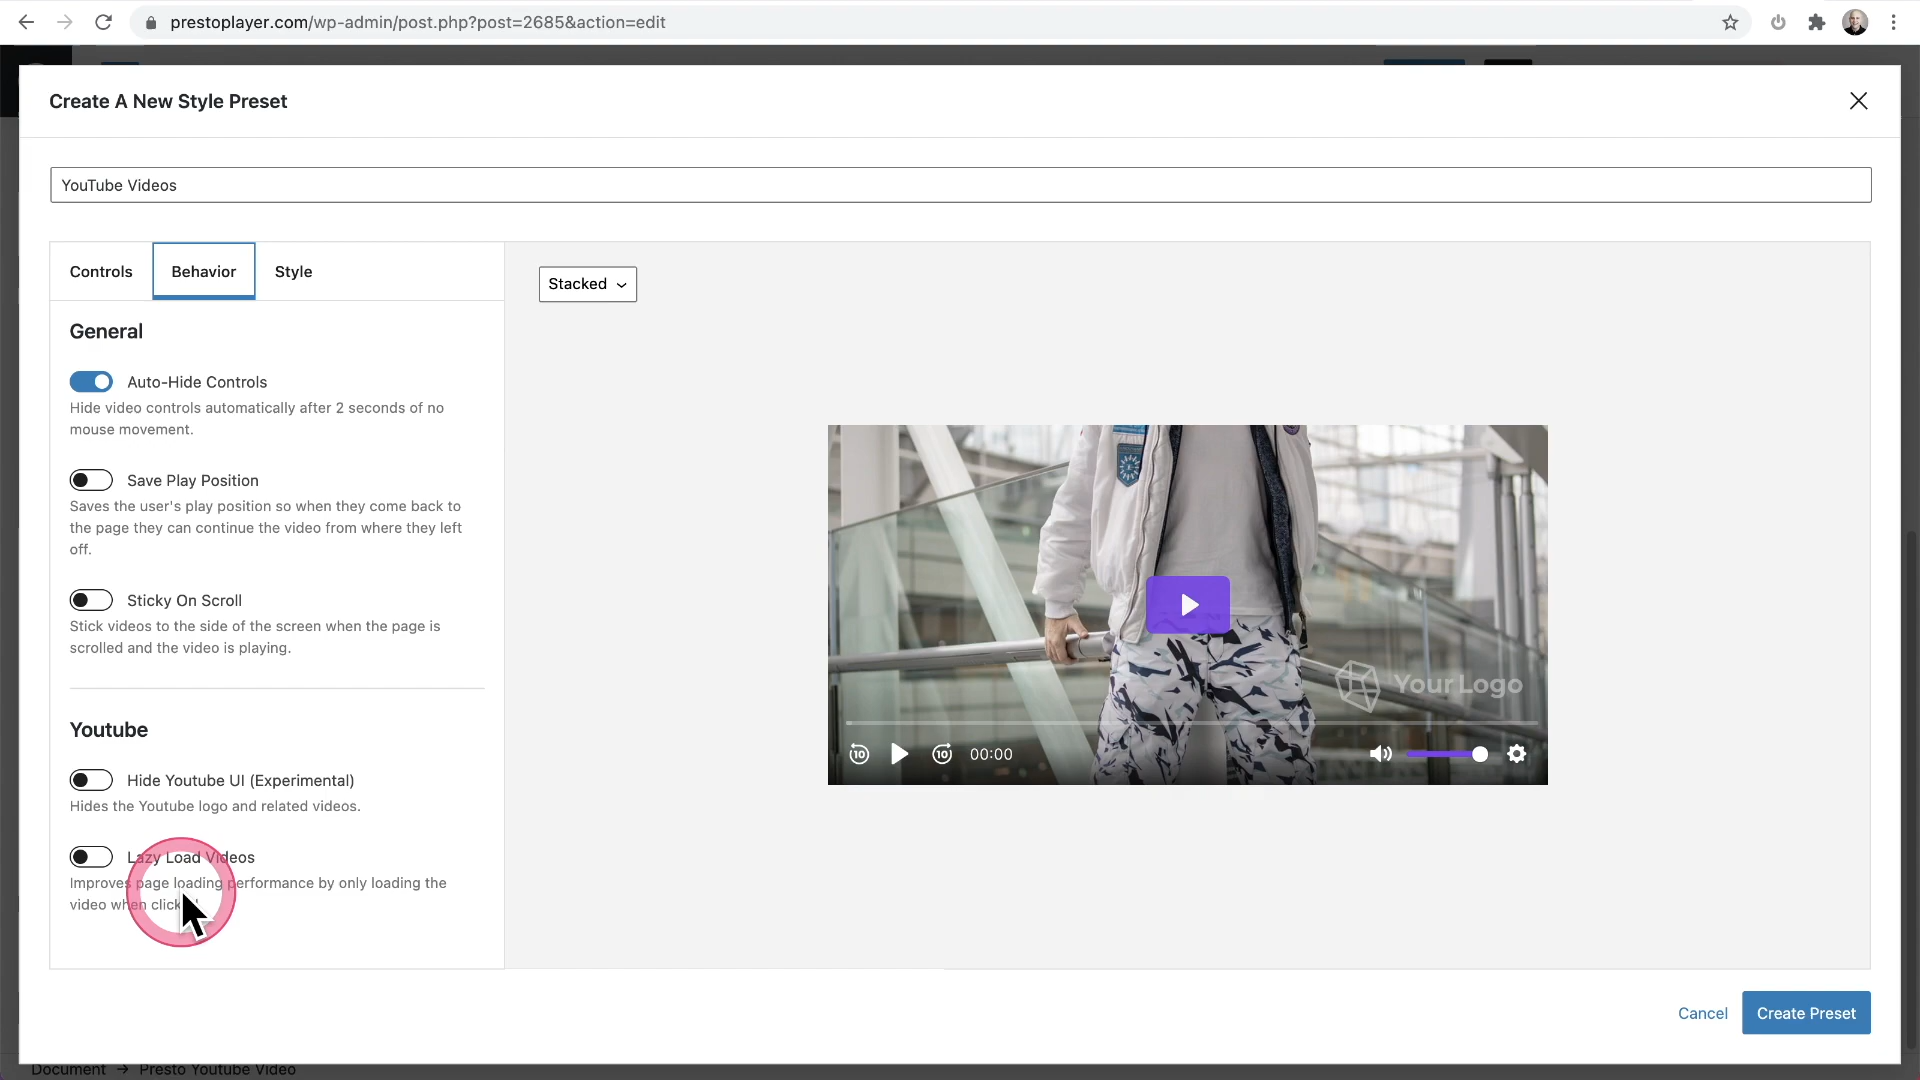 prestoplayer.com/wp-admin/post.php?post=2685&action=edit
Create A New Style Preset
YouTube Videos
Controls
Behavior
Style
Stacked
General
Auto-Hide Controls
Hide video controls automatically after 2 seconds of no
mouse movement.
Save Play Position
Saves the user's play position so when they come back to
the page they can continue the video from where they left
off.
Sticky On Scroll
Stick videos to the side of the screen when the page is
scrolled and the video is playing.
Youtube
Hide Youtube UI (Experimental)
Hides the Youtube logo and related videos.
Lazy Load Videos
Improves page loading performance by only loading the
video when
Your Logo
10
10
00:00
Cancel
Create Preset
Document → Presto Youtube Video